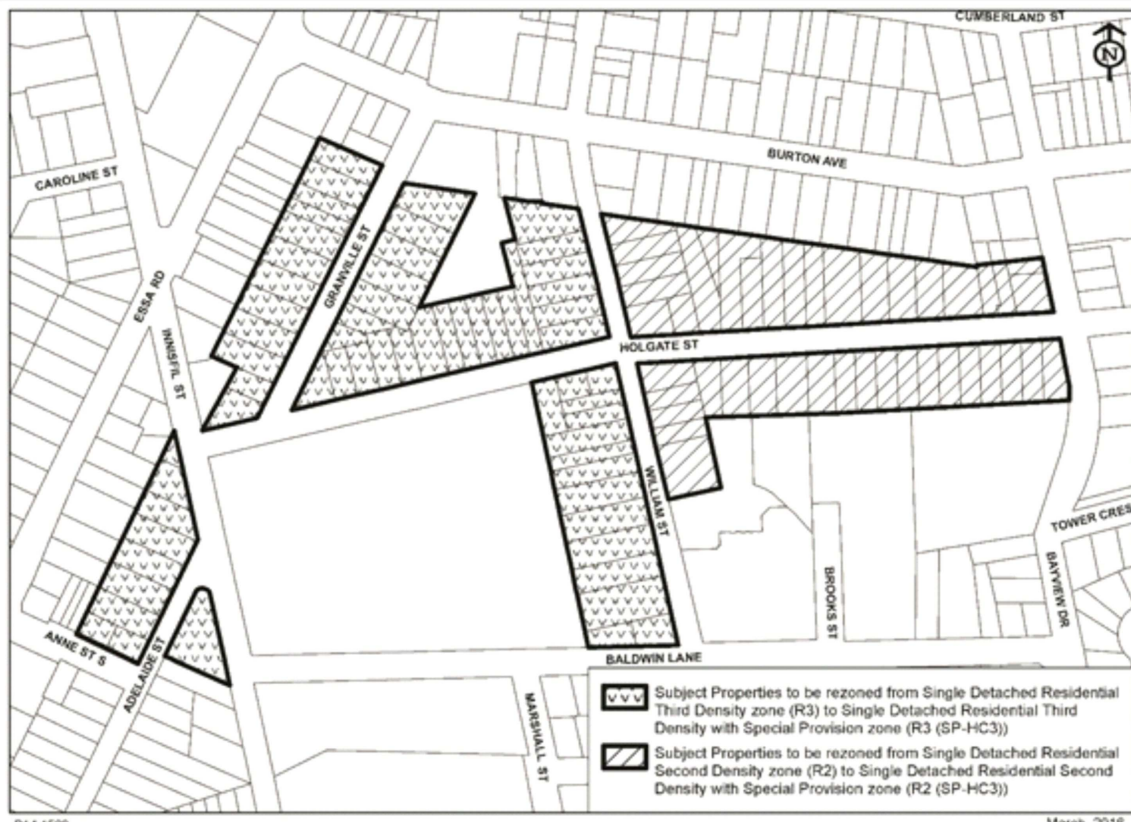 CUMBERLAND ST
N
BURTON AVE
CAROLINE ST
GRANVILLE ST
ESSA RD
INNISFIL ST
HOLGATE ST
WILLIAM ST
TOWER CRES
BROOKS ST
BAYVIEW DR
ANNE ST S
ADELAIDE ST
BALDWIN LANE
MARSHALL ST
Subject Properties to be rezoned from Single Detached Residential
Third Density zone (R3) to Single Detached Residential Third
Density with Special Provision zone (R3 (SP-HC3))
Subject Properties to be rezoned from Single Detached Residential
Second Density zone (R2) to Single Detached Residential Second
Density with Special Provision zone (R2 (SP-HC3))
March, 2016